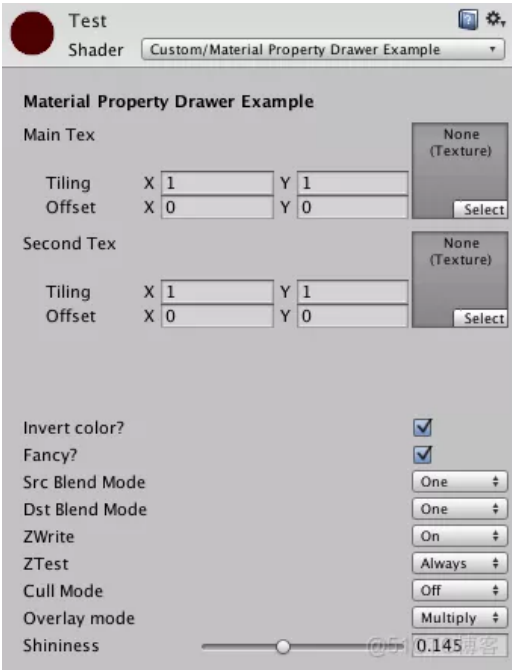 Test
Shader Custom/Material Property Drawer Example
Material Property Drawer Example
Main Tex
None
(Texture)
Tiling X 1 Y 1
Offset X 0 Y 0
Select
Second Tex
None
(Texture)
Tiling X 1 Y 1
Offset X 0 Y 0
Select
Invert color?
Fancy?
Src Blend Mode One
Dst Blend Mode One
ZWrite On
ZTest Always
Cull Mode Off
Overlay mode Multiply
Shininess 0.145